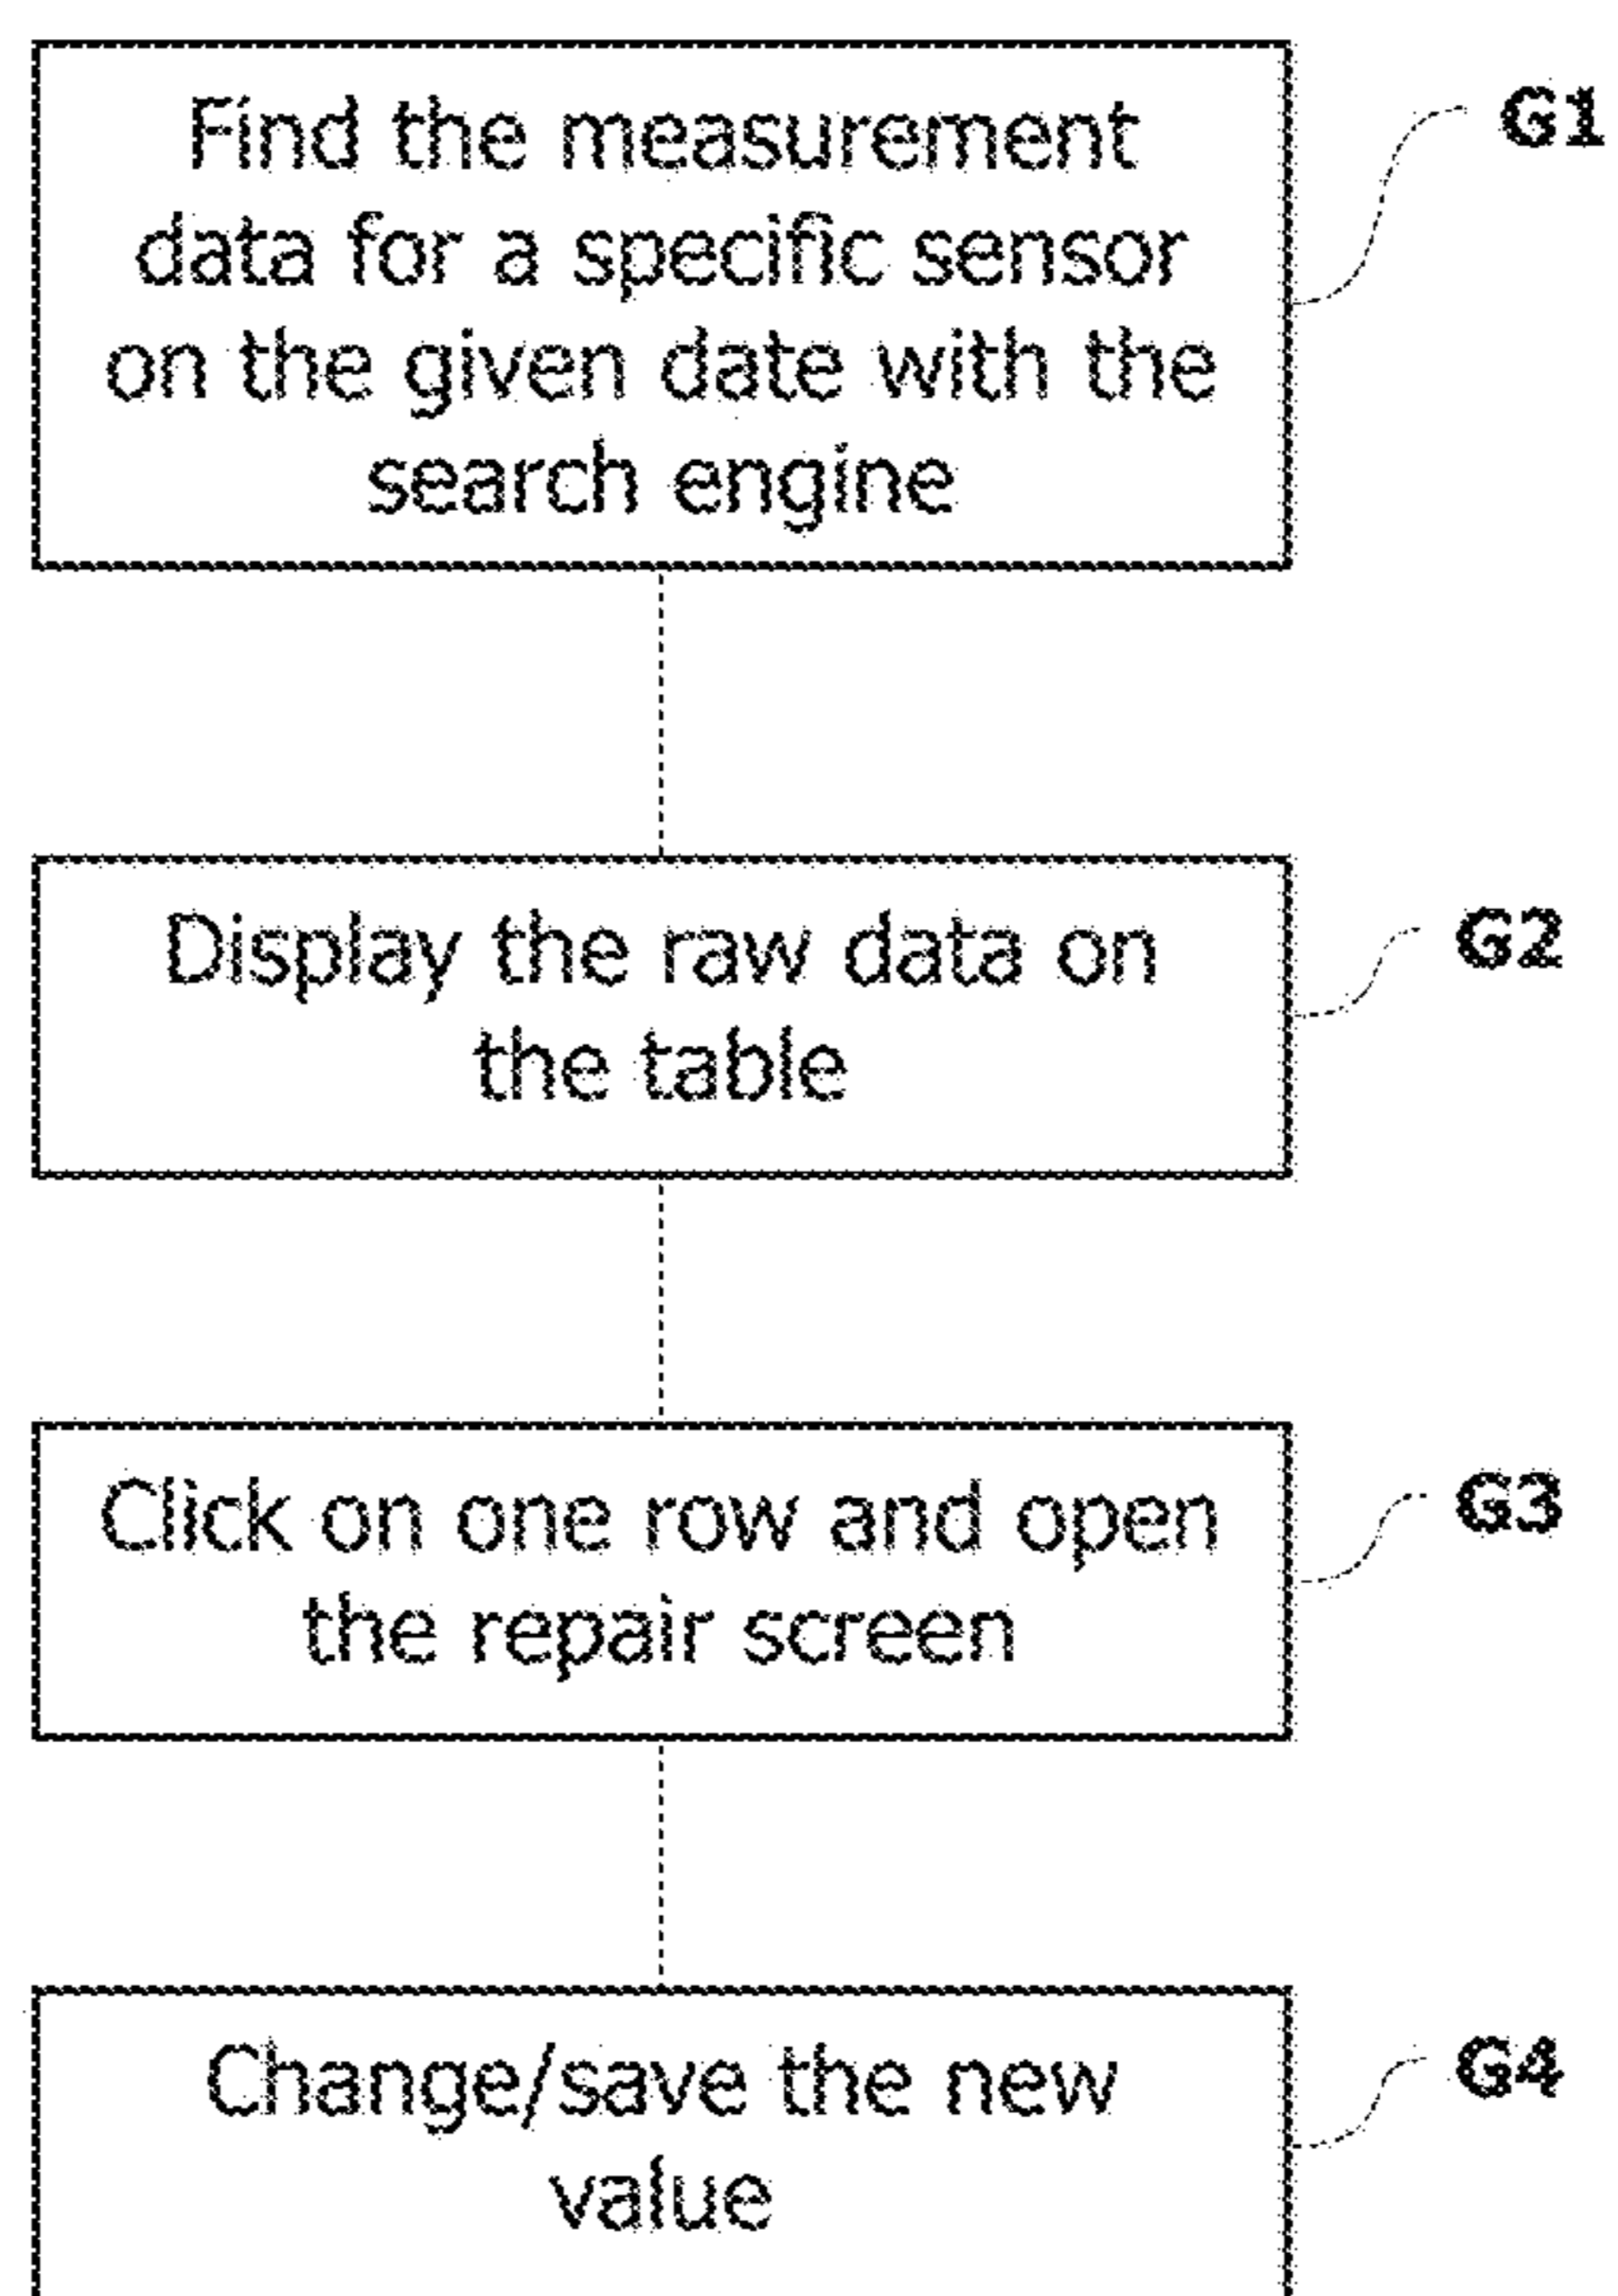 Find the measurement
data for a specific sensor
on the given date with the
search engine
G1
Display the raw data on
the table
G2
Click on one row and open
the repair screen
G3
Change/save the new
value
G4